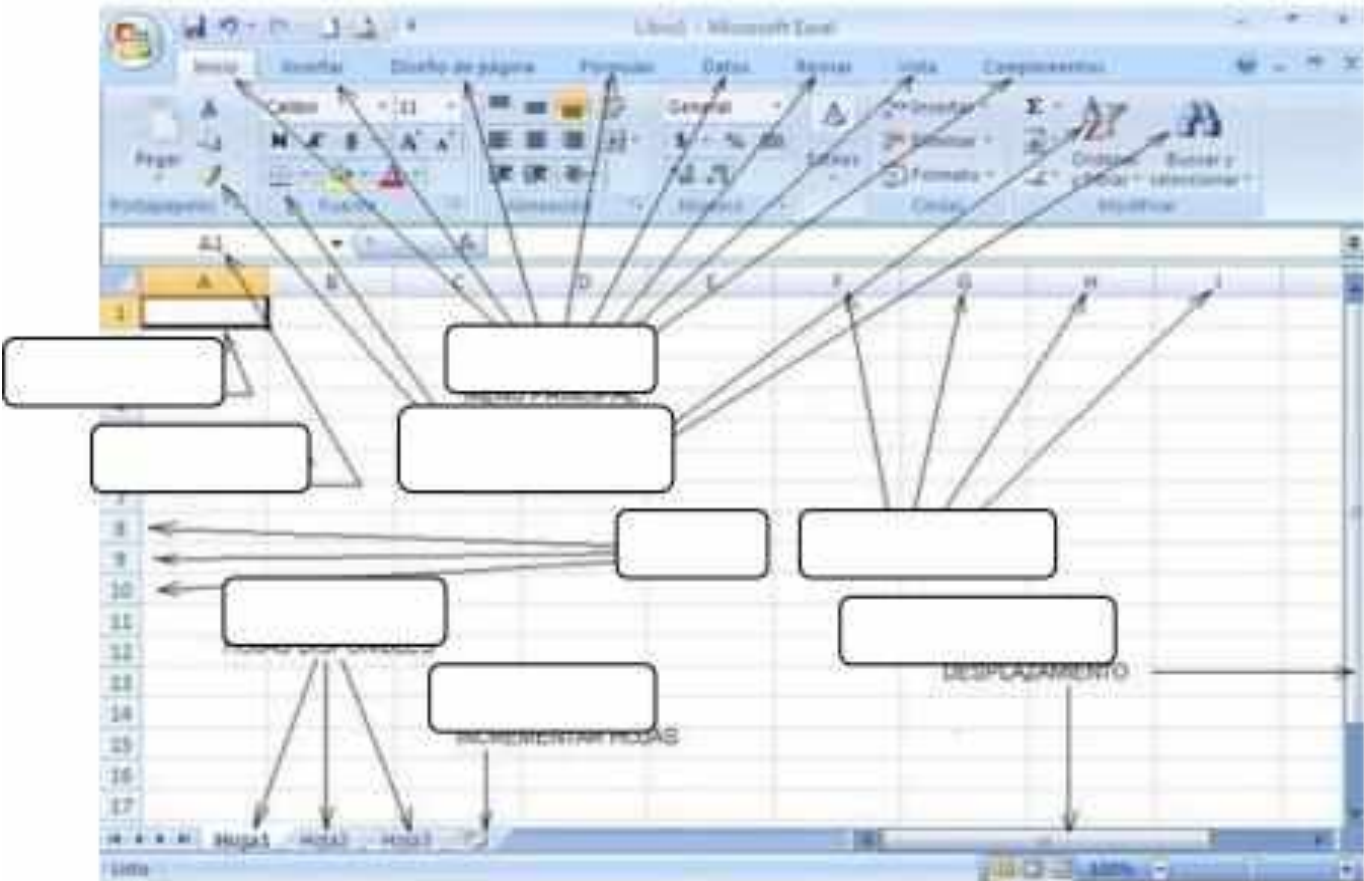 Libro1 - Microsoft Excel
Inicio Insertar Diseño de página Fórmulas Datos Revisar Vista Complementos
Calibri 11 General Insertar
Pegar Eliminar Ordenar Buscar y
Estilos Formato y filtrar seleccionar
Portapapeles Fuente Alineación Número Celdas Modificar
A1
A B C D E F G H I
1
MENU PRINCIPAL
7
8
9
10
11
HOJAS DISPONIBLES
12
DESPLAZAMIENTO
13
14
INCREMENTAR HOJAS
15
16
17
Hoja1 Hoja2 Hoja3
Listo 100%